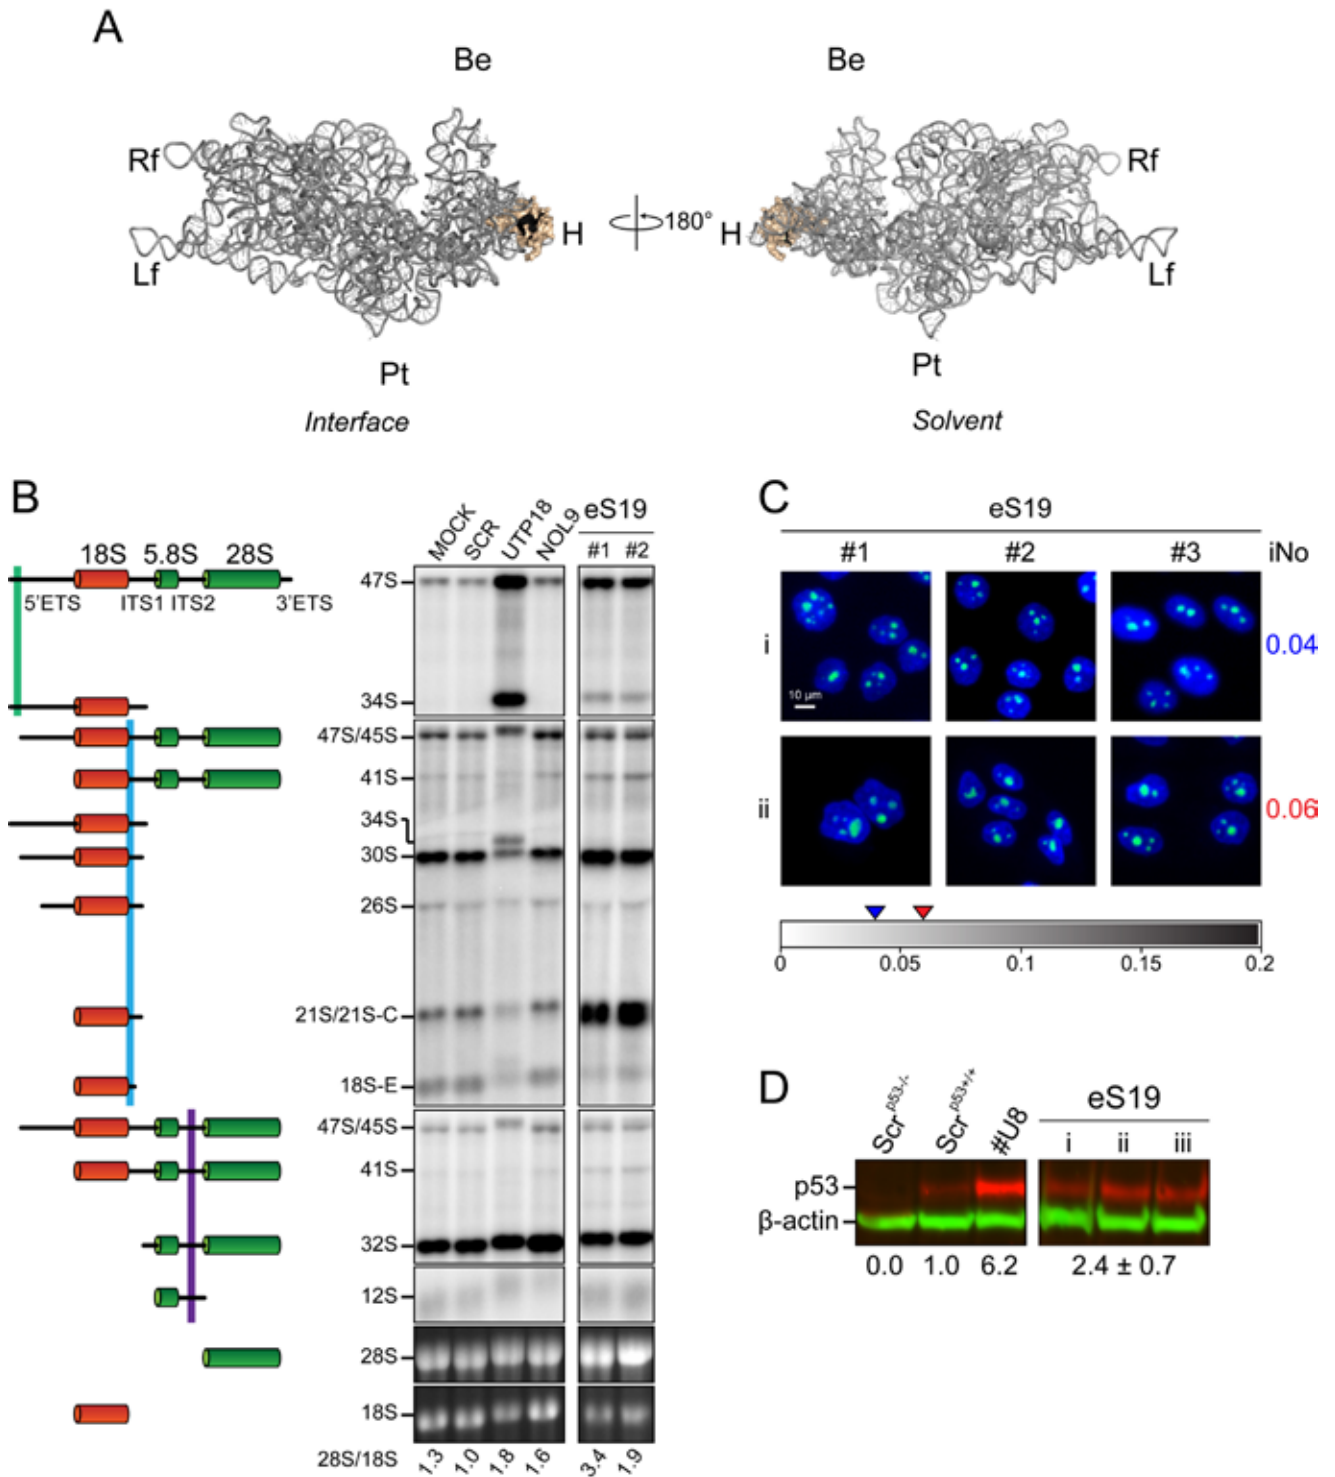 A
Be
Be
Rf
Rf
H
180°
H
Lf
Lf
Pt
Pt
Interface
Solvent
B
MOCK
SCR
UTP18
NOL9
eS19
#1
#2
18S
5.8S
28S
5'ETS
ITS1
ITS2
3'ETS
47S
34S
47S/45S
41S
34S
30S
26S
21S/21S-C
18S-E
47S/45S
41S
32S
12S
28S
18S
28S/18S
1.3
1.0
1.8
1.6
3.4
1.9
C
eS19
#1
#2
#3
iNo
i
10 μm
0.04
ii
0.06
0
0.05
0.1
0.15
0.2
D
Scr p53-/-
Scr p53+/+
#U8
eS19
i
ii
iii
p53
β-actin
0.0
1.0
6.2
2.4 ± 0.7